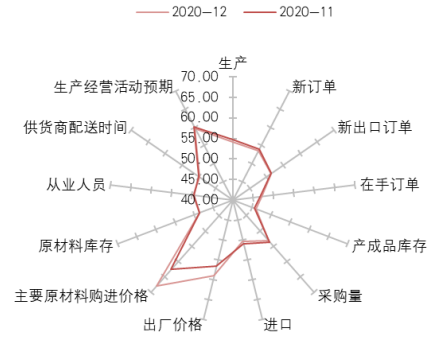 2020-12 2020-11
生产
70.00
65.00
60.00
55.00
50.00
45.00
40.00
新订单
新出口订单
在手订单
产成品库存
采购量
进口
出厂价格
主要原材料购进价格
原材料库存
从业人员
供货商配送时间
生产经营活动预期